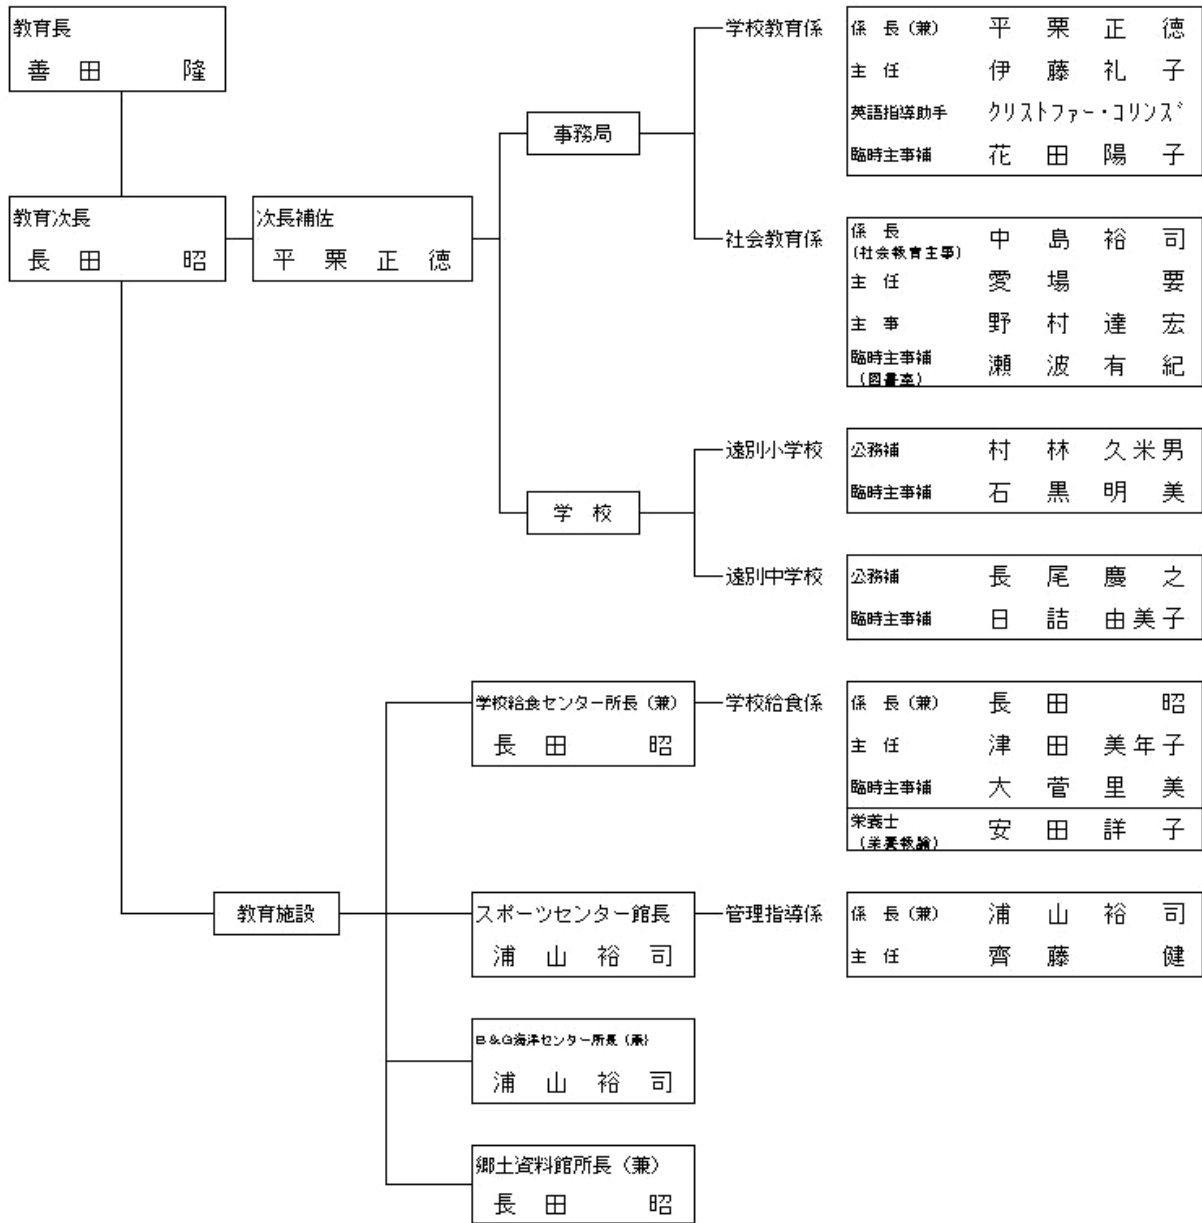 教育長
善田 隆
教育次長
長田 昭
次長補佐
平栗正徳
事務局
学校教育係
係長(兼) 平栗正徳
主任 伊藤礼子
英語指導助手 クリストファー・コリンズ
臨時主事補 花田陽子
社会教育係
係長 中島裕司
(社会教育主事)
主任 愛場 要
主事 野村達宏
臨時主事補 瀬波有紀
(図書室)
学校
遠別小学校
公務補 村林久米男
臨時主事補 石黒明美
遠別中学校
公務補 長尾慶之
臨時主事補 日詰由美子
教育施設
学校給食センター所長(兼)
長田 昭
学校給食係
係長(兼) 長田 昭
主任 津田美年子
臨時主事補 大菅里美
栄養士 安田詳子
(栄養教諭)
スポーツセンター館長
浦山裕司
管理指導係
係長(兼) 浦山裕司
主任 齊藤 健
B&G海洋センター所長(兼)
浦山裕司
郷土資料館所長(兼)
長田 昭